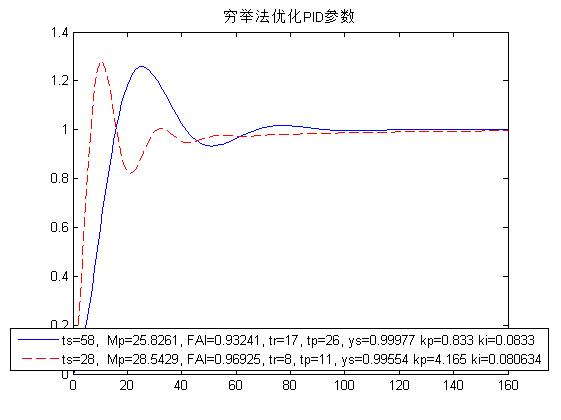 穷举法优化PID参数
1.4
1.2
1
0.8
0.6
0.4
0.2
ts=58, Mp=25.8261, FAI=0.93241, tr=17, tp=26, ys=0.99977 kp=0.833 ki=0.0833
ts=28, Mp=28.5429, FAI=0.96925, tr=8, tp=11, ys=0.99554 kp=4.165 ki=0.080634
0
0 20 40 60 80 100 120 140 160